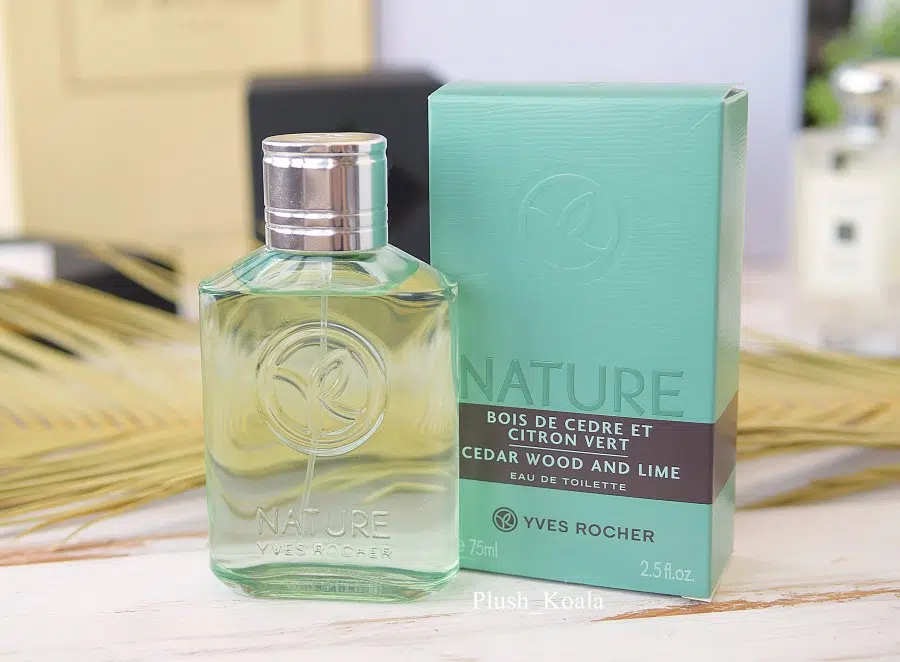 NATURE
YVES ROCHER
NATURE
BOIS DE CEDRE ET
CITRON VERT
CEDAR WOOD AND LIME
EAU DE TOILETTE
YVES ROCHER
e 75ml
2.5 fl.oz.
Plush_Koala